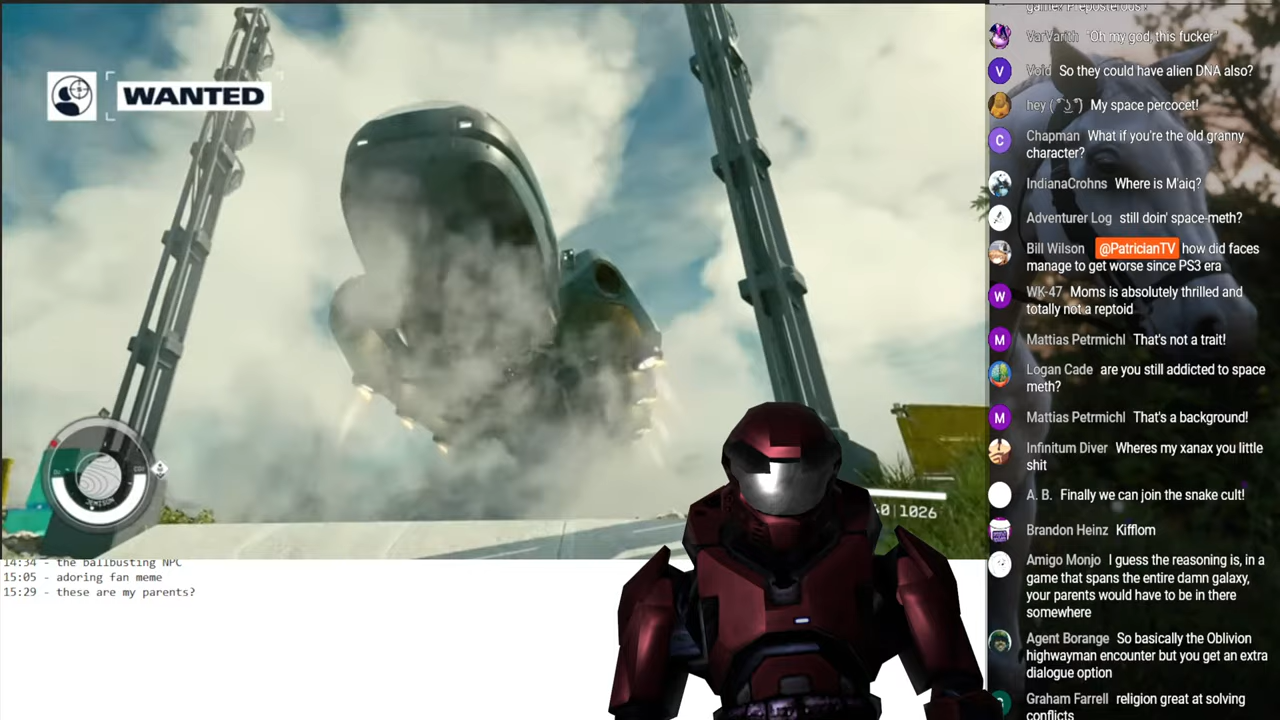 WANTED
JEMISON
0|1026
14:34 - the ballbusting NPC
15:05 - adoring fan meme
15:29 - these are my parents?
game? Preposterous!
VarVarith Oh my god, this fucker
Void So they could have alien DNA also?
hey ( ͡° ͜ʖ ͡°) My space percocet!
Chapman What if you're the old granny
character?
IndianaCrohns Where is M'aiq?
Adventurer Log still doin' space-meth?
Bill Wilson @PatricianTV how did faces
manage to get worse since PS3 era
WK-47 Moms is absolutely thrilled and
totally not a reptoid
Mattias Petrmichl That's not a trait!
Logan Cade are you still addicted to space
meth?
Mattias Petrmichl That's a background!
Infinitum Diver Wheres my xanax you little
shit
A. B. Finally we can join the snake cult!
Brandon Heinz Kifflom
Amigo Monjo I guess the reasoning is, in a
game that spans the entire damn galaxy,
your parents would have to be in there
somewhere
Agent Borange So basically the Oblivion
highwayman encounter but you get an extra
dialogue option
Graham Farrell religion great at solving
conflicts